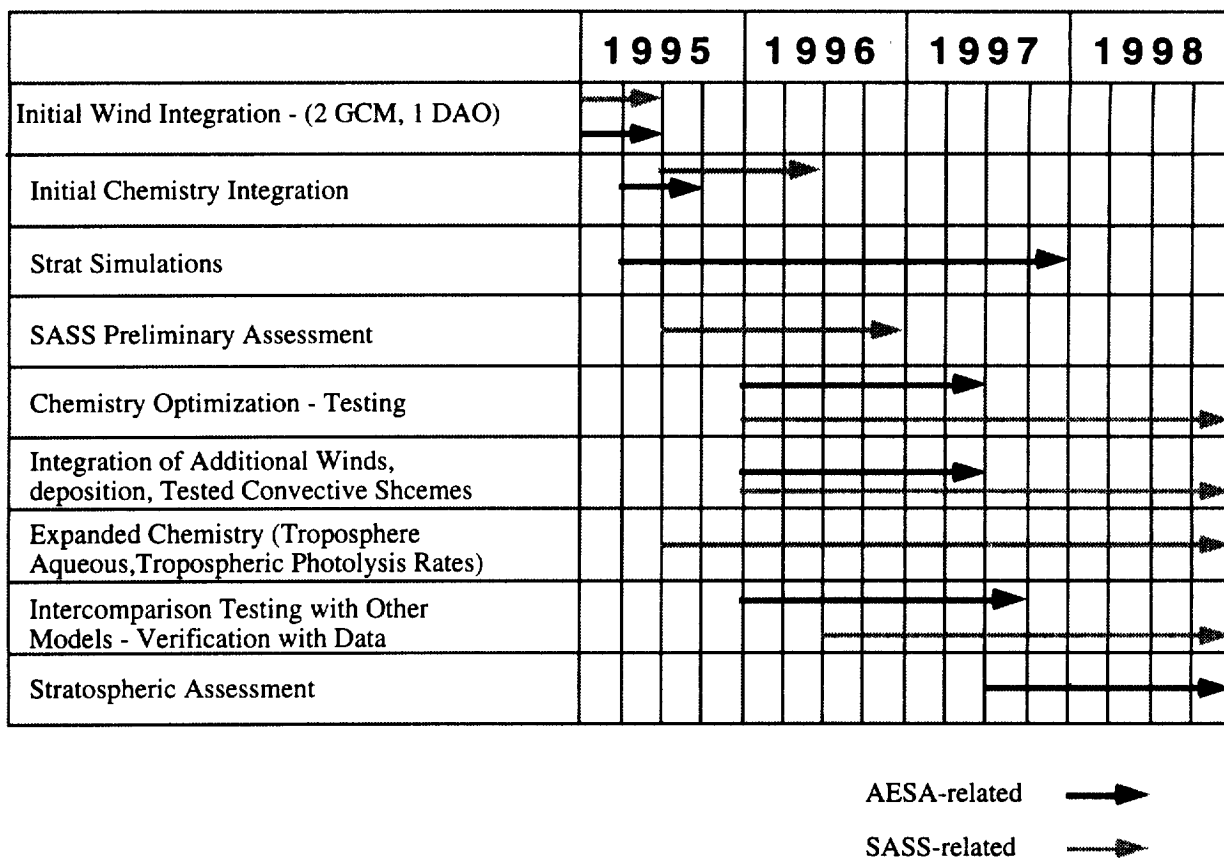 1995 1996 1997 1998
Initial Wind Integration - (2 GCM, 1 DAO)
Initial Chemistry Integration
Strat Simulations
SASS Preliminary Assessment
Chemistry Optimization - Testing
Integration of Additional Winds,
deposition, Tested Convective Shcemes
Expanded Chemistry (Troposphere
Aqueous,Tropospheric Photolysis Rates)
Intercomparison Testing with Other
Models - Verification with Data
Stratospheric Assessment
AESA-related
SASS-related